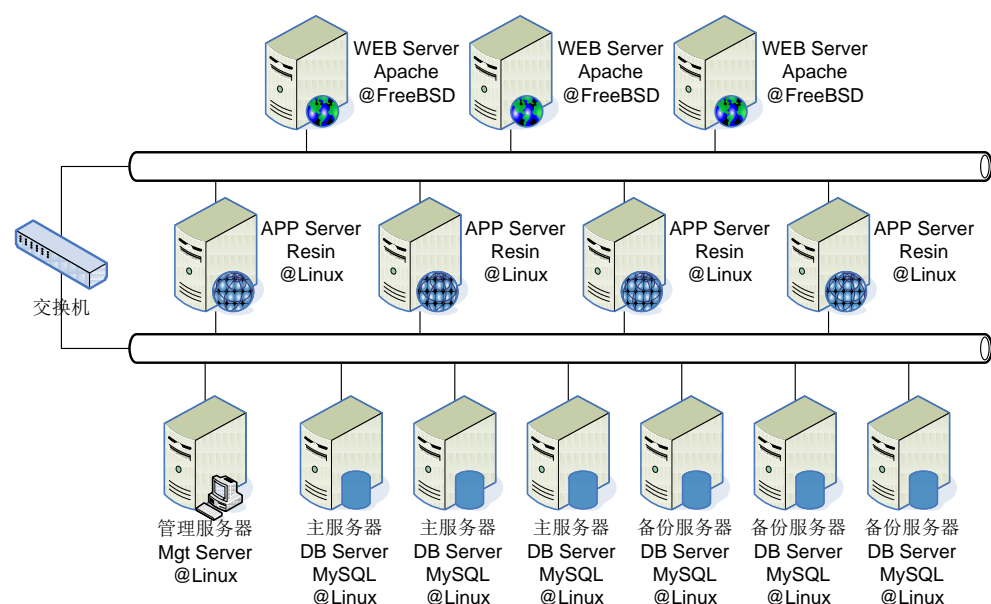 WEB Server
Apache
@FreeBSD
WEB Server
Apache
@FreeBSD
WEB Server
Apache
@FreeBSD
交换机
APP Server
Resin
@Linux
APP Server
Resin
@Linux
APP Server
Resin
@Linux
APP Server
Resin
@Linux
管理服务器
Mgt Server
@Linux
主服务器
DB Server
MySQL
@Linux
主服务器
DB Server
MySQL
@Linux
主服务器
DB Server
MySQL
@Linux
备份服务器
DB Server
MySQL
@Linux
备份服务器
DB Server
MySQL
@Linux
备份服务器
DB Server
MySQL
@Linux